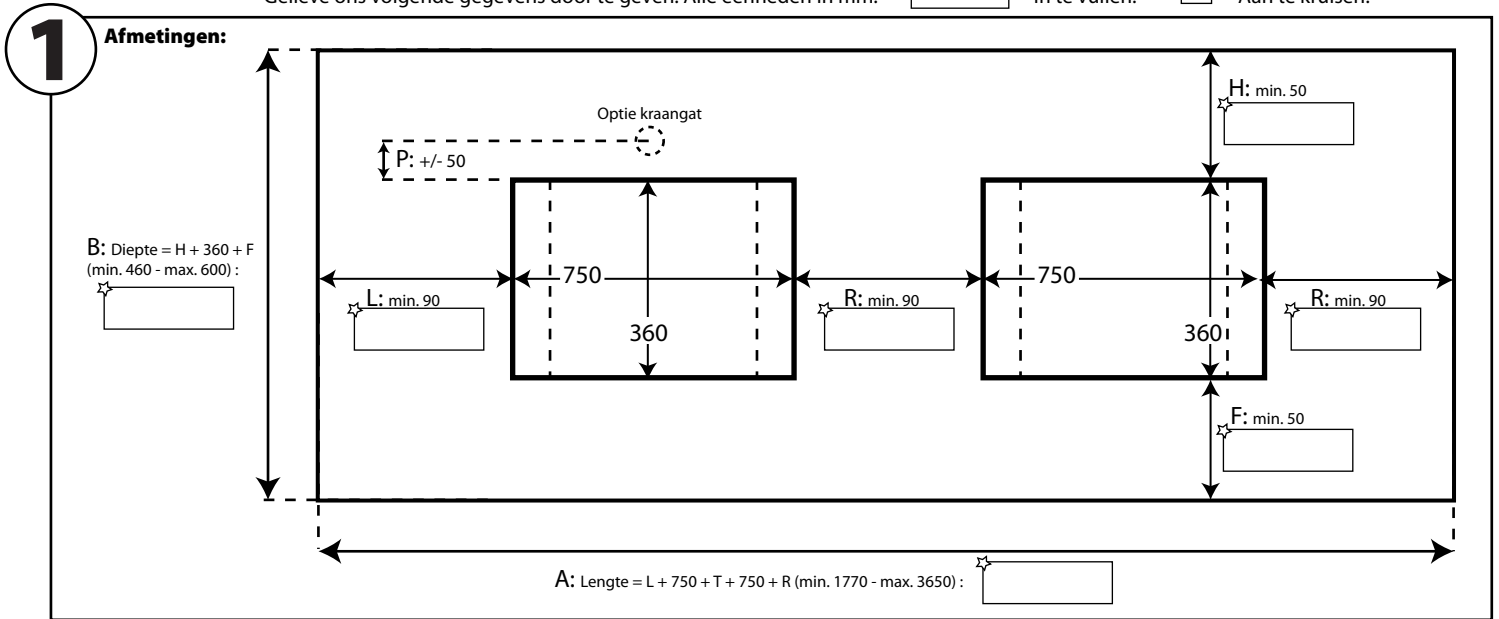 Gelieve ons volgende gegevens door te geven. Alle eenheden in mm. In te vullen. Aan te kruisen.
1
Afmetingen:
H: min. 50
Optie kraangat
P: +/- 50
B: Diepte = H + 360 + F
(min. 460 - max. 600) :
750
750
L: min. 90
R: min. 90
R: min. 90
360
360
F: min. 50
A: Lengte = L + 750 + T + 750 + R (min. 1770 - max. 3650) :